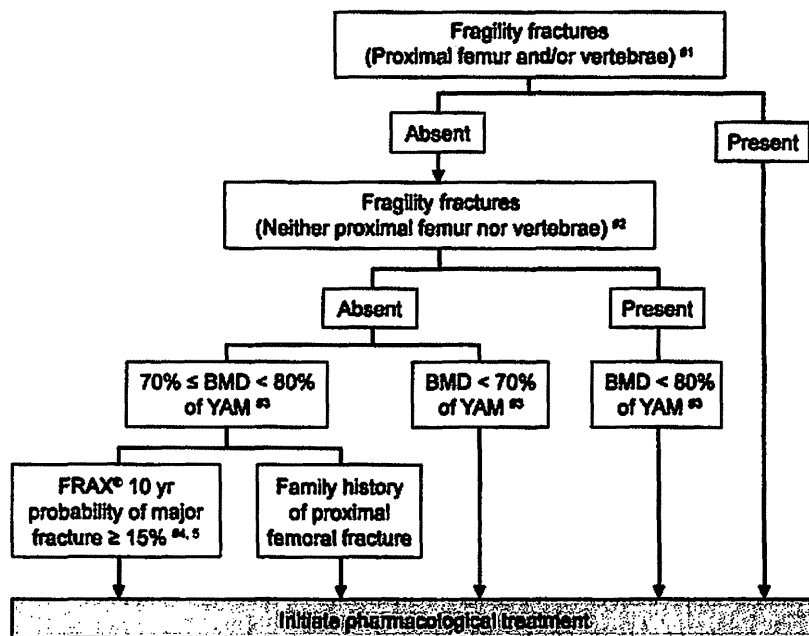 Fragility fractures
(Proximal femur and/or vertebrae) #1
Absent
Present
Fragility fractures
(Neither proximal femur nor vertebrae) #2
Absent
Present
70% ≤ BMD < 80%
of YAM #3
BMD < 70%
of YAM #3
BMD < 80%
of YAM #3
FRAX© 10 yr
probability of major
fracture ≥ 15% #4, 5
Family history
of proximal
femoral fracture
Initiate pharmacological treatment